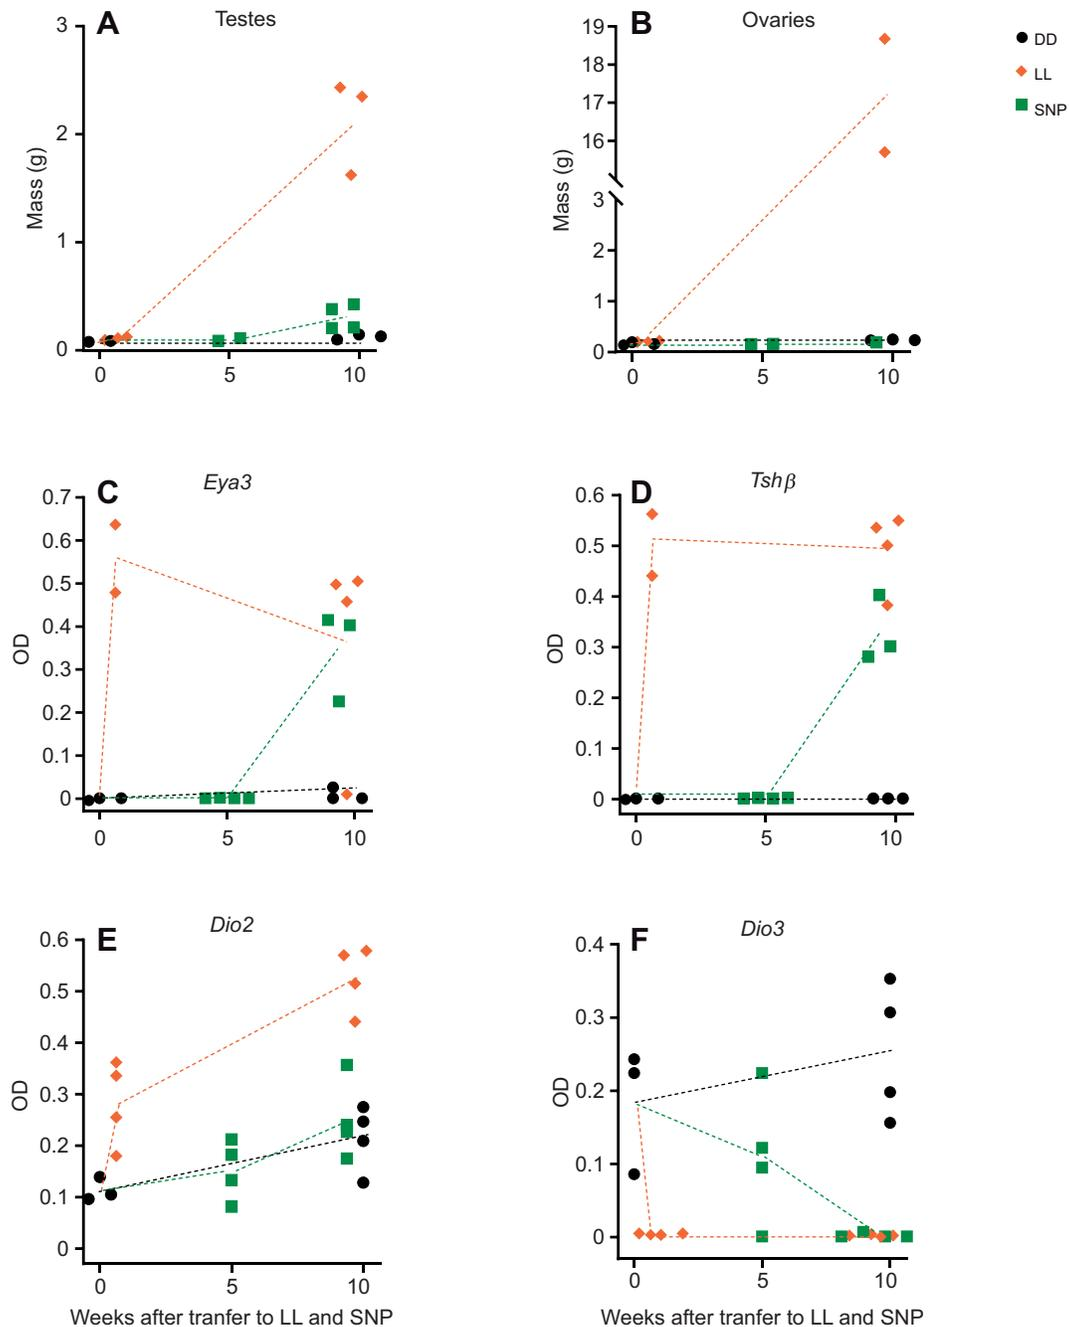 A
Testes
3
2
1
0
Mass (g)
0 5 10
B
Ovaries
19
18
17
16
3
2
1
0
Mass (g)
0 5 10
DD
LL
SNP
C
Eya3
0.7
0.6
0.5
0.4
0.3
0.2
0.1
0
OD
0 5 10
D
Tshβ
0.6
0.5
0.4
0.3
0.2
0.1
0
OD
0 5 10
E
Dio2
0.6
0.5
0.4
0.3
0.2
0.1
0
OD
0 5 10
Weeks after tranfer to LL and SNP
F
Dio3
0.4
0.3
0.2
0.1
0
OD
0 5 10
Weeks after tranfer to LL and SNP